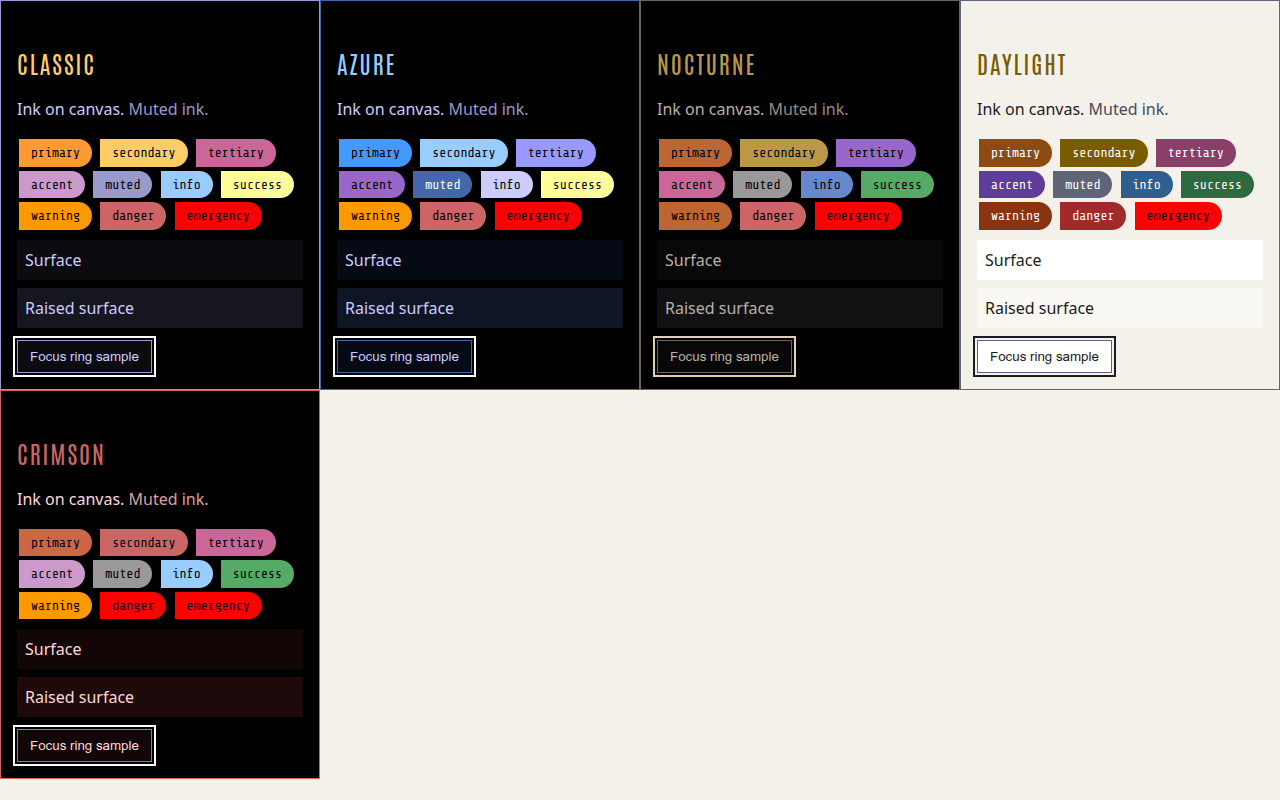 CLASSIC
Ink on canvas. Muted ink.
primary secondary tertiary
accent muted info success
warning danger emergency
Surface
Raised surface
Focus ring sample
AZURE
Ink on canvas. Muted ink.
primary secondary tertiary
accent muted info success
warning danger emergency
Surface
Raised surface
Focus ring sample
NOCTURNE
Ink on canvas. Muted ink.
primary secondary tertiary
accent muted info success
warning danger emergency
Surface
Raised surface
Focus ring sample
DAYLIGHT
Ink on canvas. Muted ink.
primary secondary tertiary
accent muted info success
warning danger emergency
Surface
Raised surface
Focus ring sample
CRIMSON
Ink on canvas. Muted ink.
primary secondary tertiary
accent muted info success
warning danger emergency
Surface
Raised surface
Focus ring sample